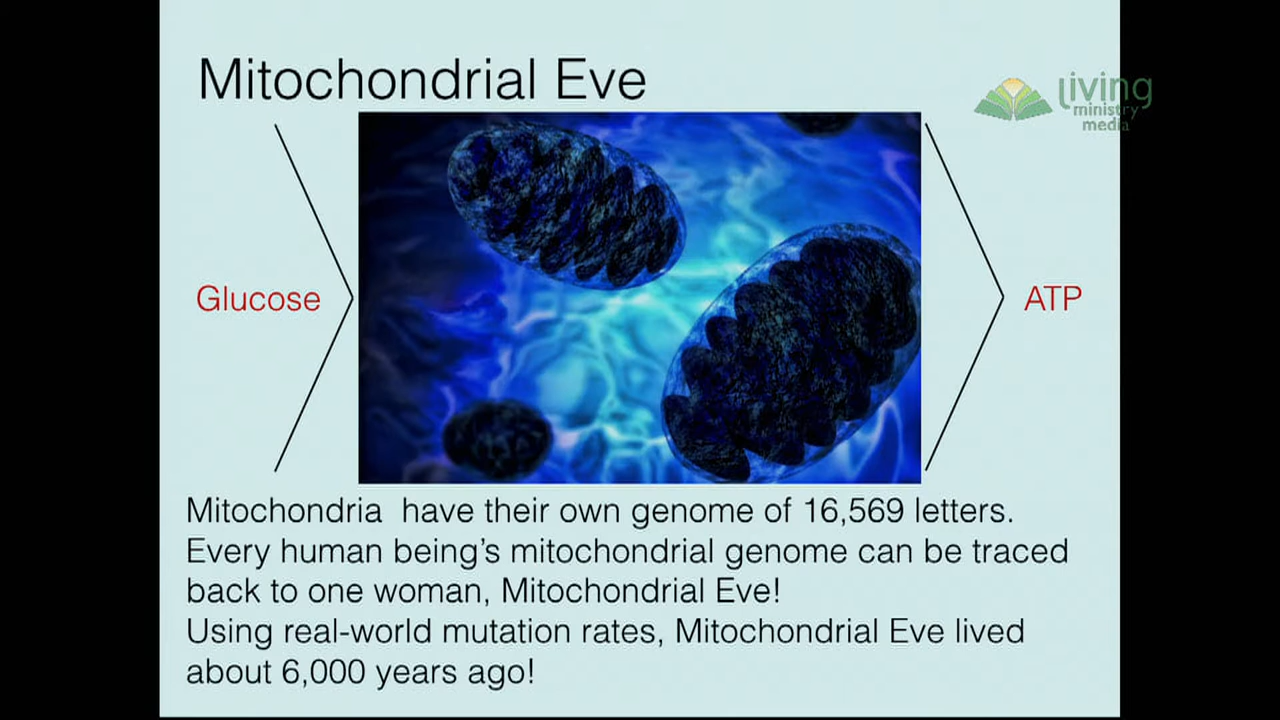 Mitochondrial Eve
living
ministry
media
Glucose
ATP
Mitochondria have their own genome of 16,569 letters.
Every human being's mitochondrial genome can be traced
back to one woman, Mitochondrial Eve!
Using real-world mutation rates, Mitochondrial Eve lived
about 6,000 years ago!